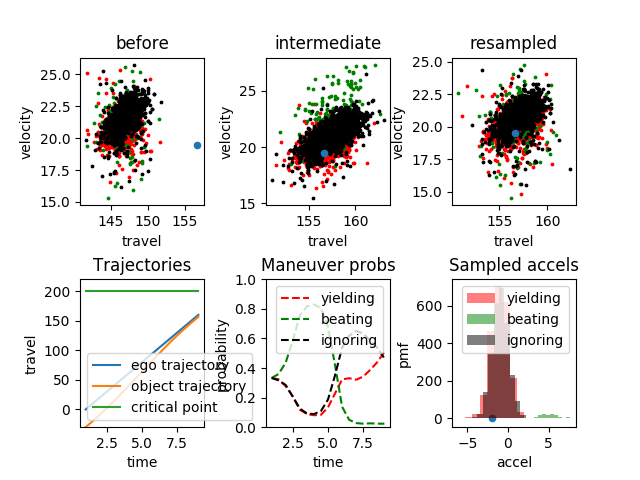 before
intermediate
resampled
velocity
25.0
22.5
20.0
17.5
15.0
145
150
155
travel
velocity
25
20
15
155
160
travel
velocity
25.0
22.5
20.0
17.5
15.0
155
160
travel
Trajectories
Maneuver probs
Sampled accels
travel
200
150
100
50
0
ego trajectory
object trajectory
critical point
2.5
5.0
7.5
time
probability
1.0
0.8
0.6
0.4
0.2
0.0
yielding
beating
ignoring
2.5
5.0
7.5
time
pmf
600
400
200
0
yielding
beating
ignoring
−5
0
5
accel